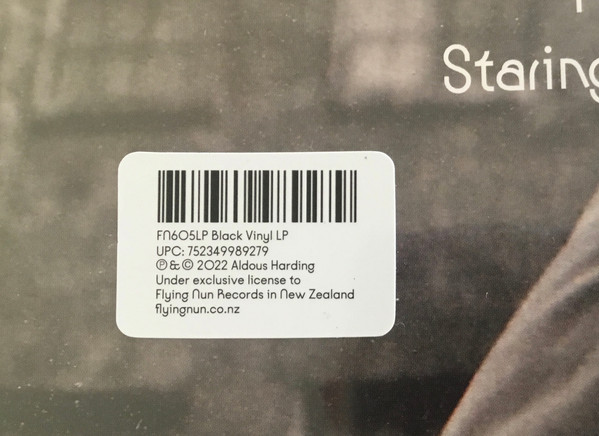 Staring
FN605LP Black Vinyl LP
UPC: 752349989279
℗ & © 2022 Aldous Harding
Under exclusive license to
Flying Nun Records in New Zealand
flyingnun.co.nz